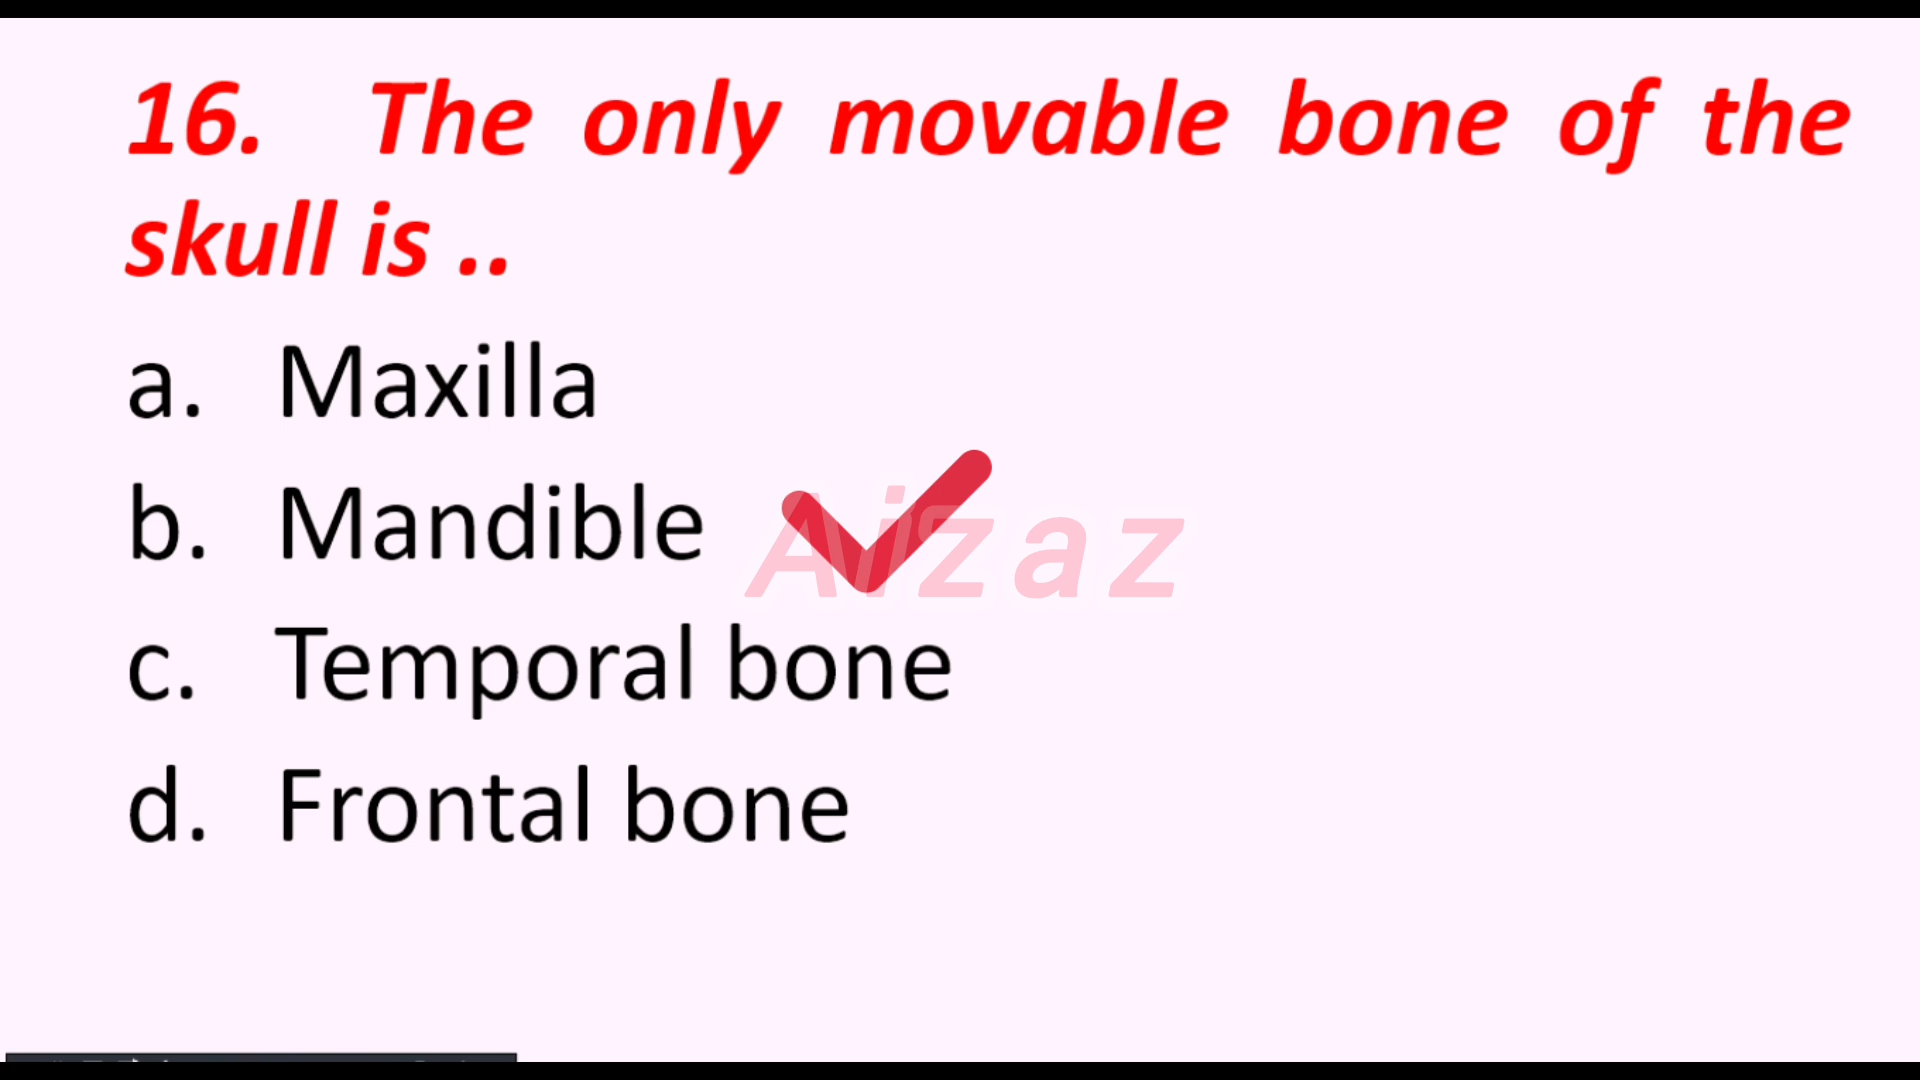 16. The only movable bone of the
skull is ..
a. Maxilla
b. Mandible
Aizaz
c. Temporal bone
d. Frontal bone